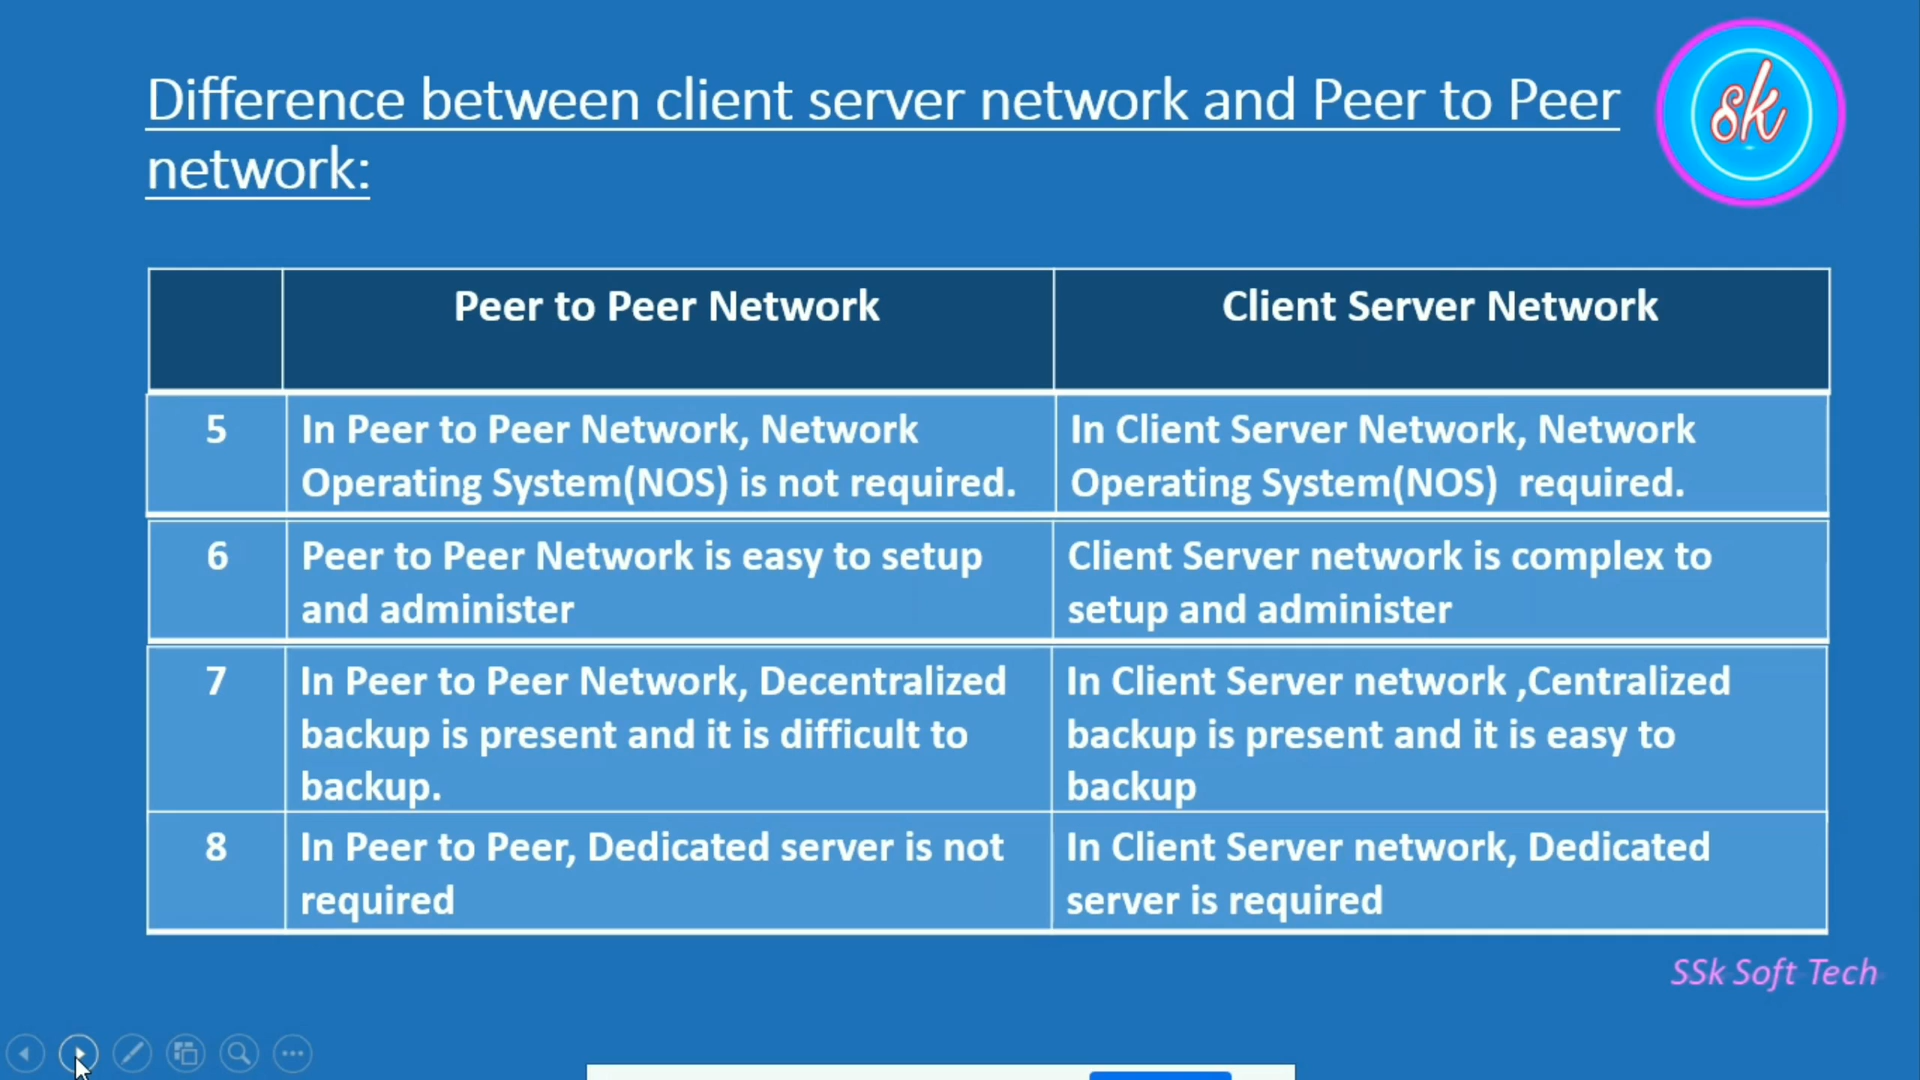 Difference between client server network and Peer to Peer
network:
sk
Peer to Peer Network
Client Server Network
5
In Peer to Peer Network, Network
Operating System(NOS) is not required.
In Client Server Network, Network
Operating System(NOS)  required.
6
Peer to Peer Network is easy to setup
and administer
Client Server network is complex to
setup and administer
7
In Peer to Peer Network, Decentralized
backup is present and it is difficult to
backup.
In Client Server network ,Centralized
backup is present and it is easy to
backup
8
In Peer to Peer, Dedicated server is not
required
In Client Server network, Dedicated
server is required
SSk Soft Tech